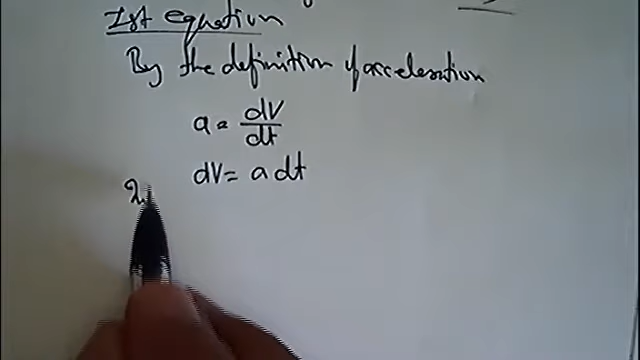 1st equation
By the definition of acceleration
a = dV/dt
dV = a dt